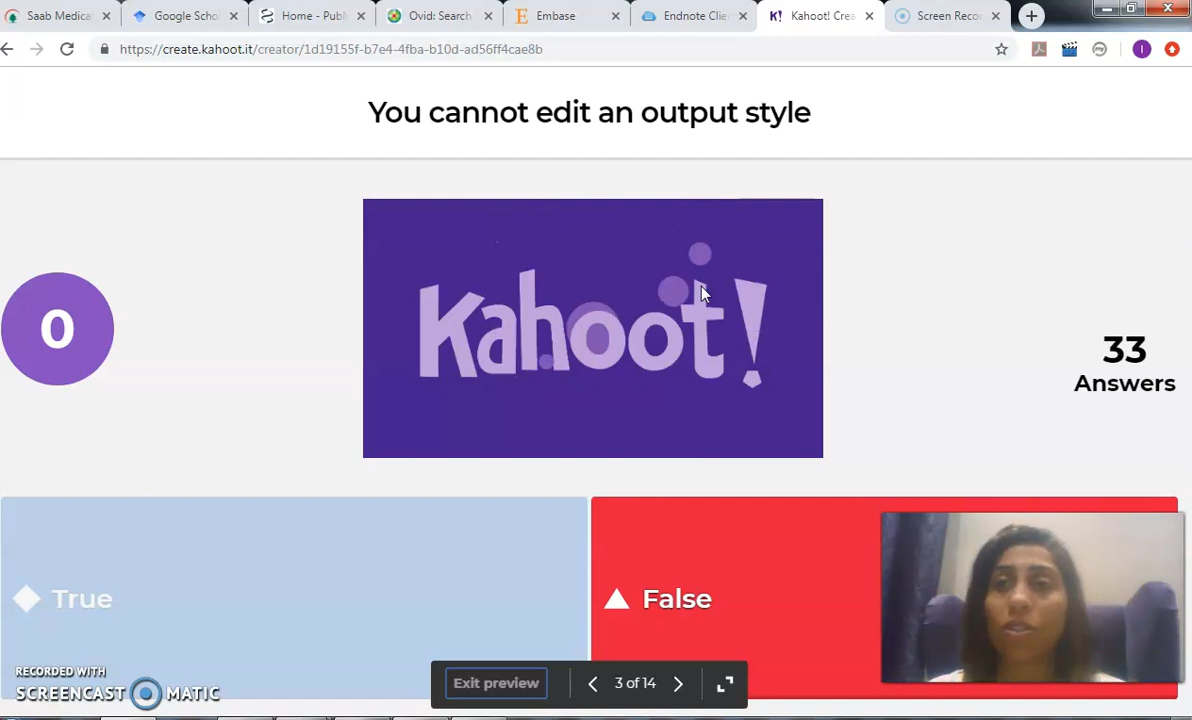 Saab Medica
Google Scho
Home - Publ
Ovid: Search
Embase
Endnote Clie
K! Kahoot! Crea
Screen Reco
https://create.kahoot.it/creator/1d19155f-b7e4-4fba-b10d-ad56ff4cae8b
You cannot edit an output style
Kahoot!
0
33
Answers
True
False
RECORDED WITH
SCREENCAST MATIC
Exit preview
3 of 14